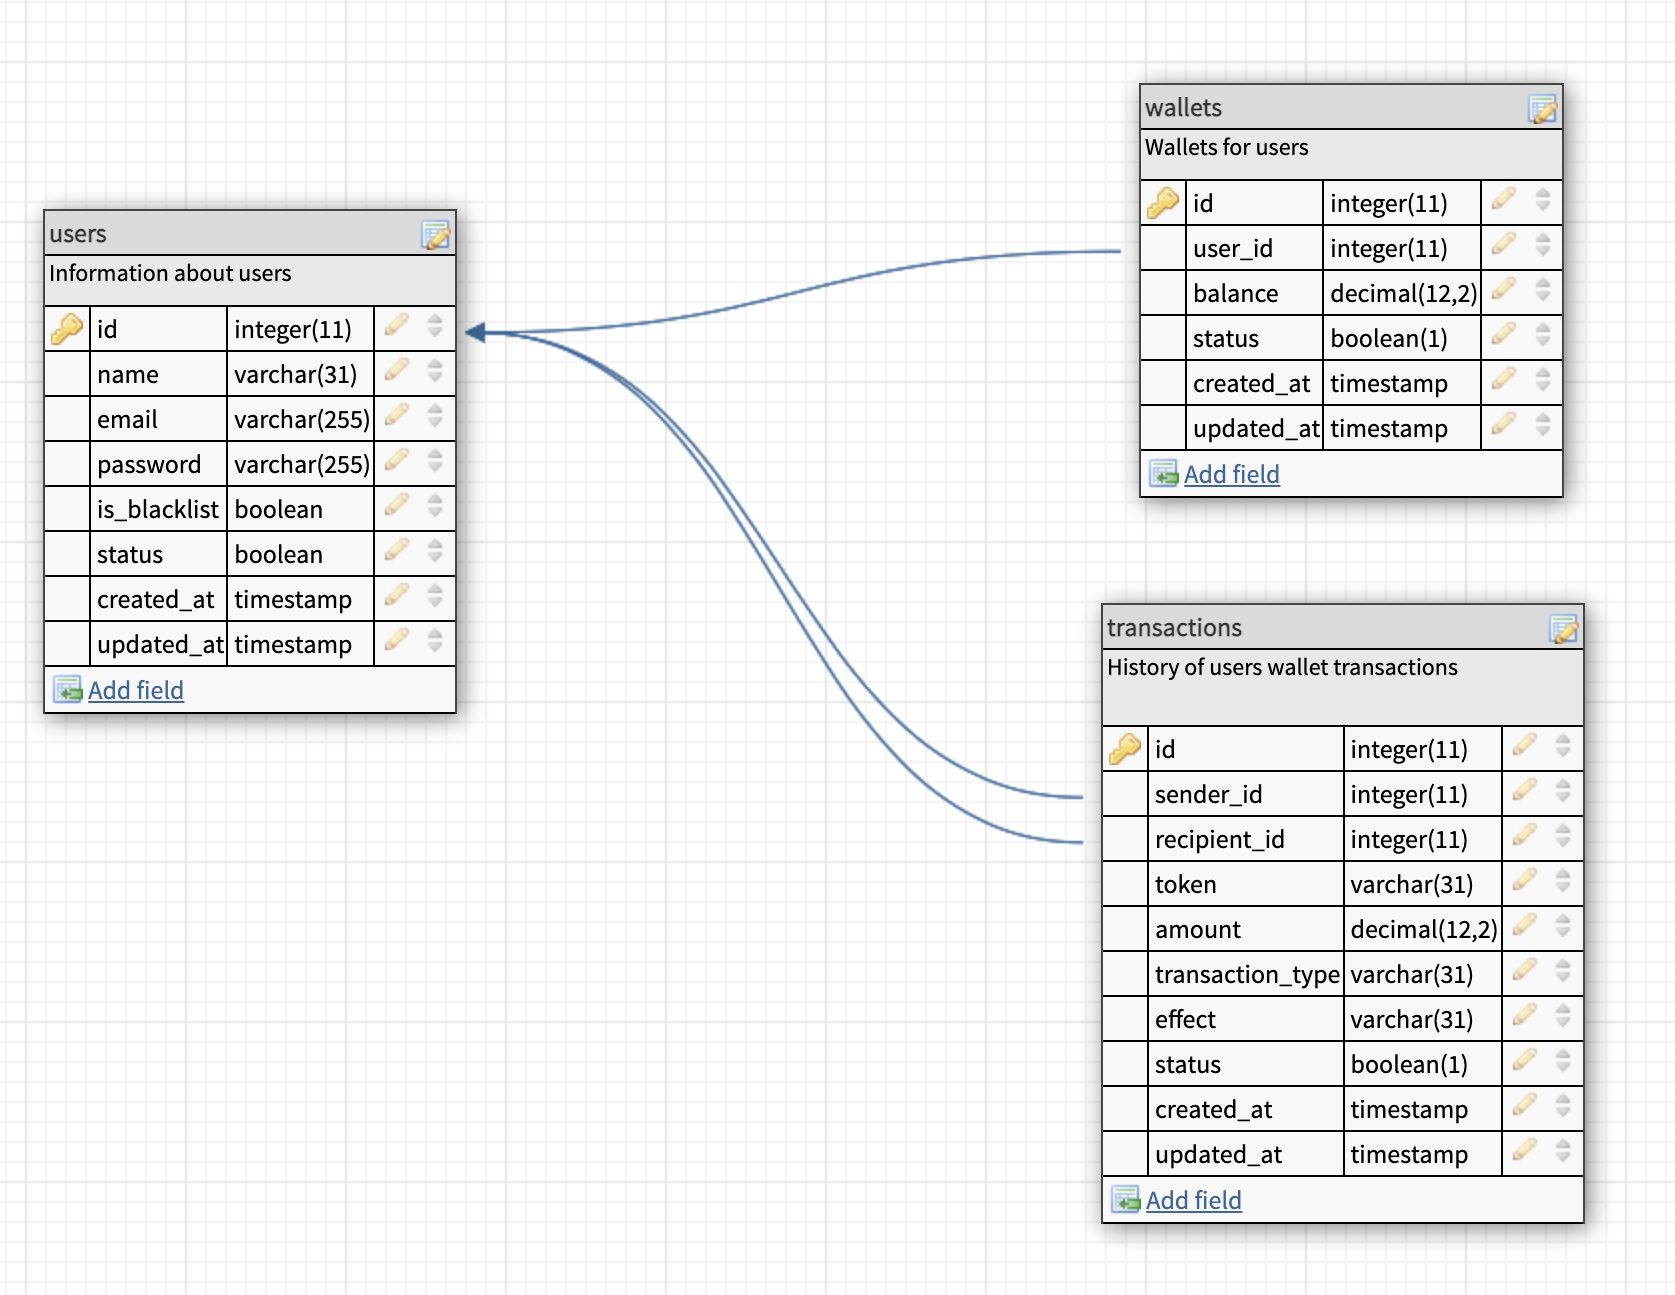 users
Information about users
id integer(11)
name varchar(31)
email varchar(255)
password varchar(255)
is_blacklist boolean
status boolean
created_at timestamp
updated_at timestamp
Add field
wallets
Wallets for users
id integer(11)
user_id integer(11)
balance decimal(12,2)
status boolean(1)
created_at timestamp
updated_at timestamp
Add field
transactions
History of users wallet transactions
id integer(11)
sender_id integer(11)
recipient_id integer(11)
token varchar(31)
amount decimal(12,2)
transaction_type varchar(31)
effect varchar(31)
status boolean(1)
created_at timestamp
updated_at timestamp
Add field